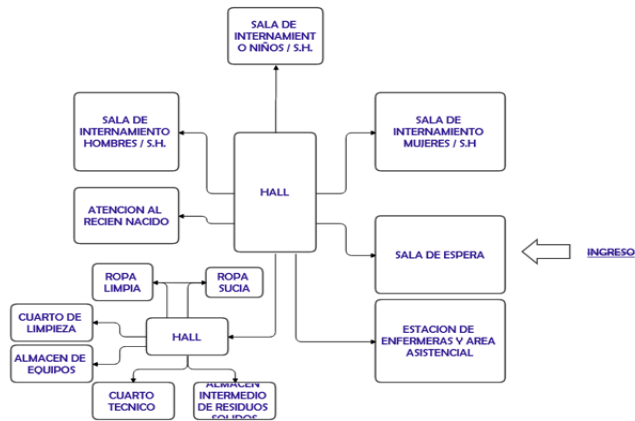 SALA DE
INTERNAMIENT
O NIÑOS / S.H.
SALA DE
INTERNAMIENTO
HOMBRES / S.H.
SALA DE
INTERNAMIENTO
MUJERES / S.H
HALL
ATENCION AL
RECIEN NACIDO
SALA DE ESPERA
INGRESO
ROPA
LIMPIA
ROPA
SUCIA
CUARTO DE
LIMPIEZA
HALL
ESTACION DE
ENFERMERAS Y AREA
ASISTENCIAL
ALMACEN DE
EQUIPOS
CUARTO
TECNICO
ALMACEN
INTERMEDIO
DE RESIDUOS
SOLIDOS